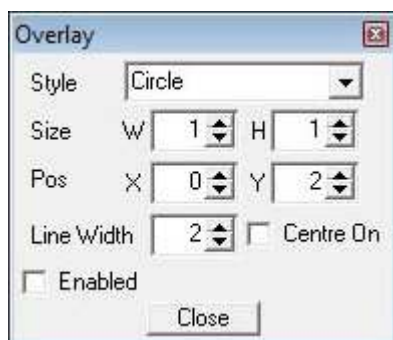 Overlay
Style Circle
Size W 1 H 1
Pos X 0 Y 2
Line Width 2 Centre On
Enabled
Close